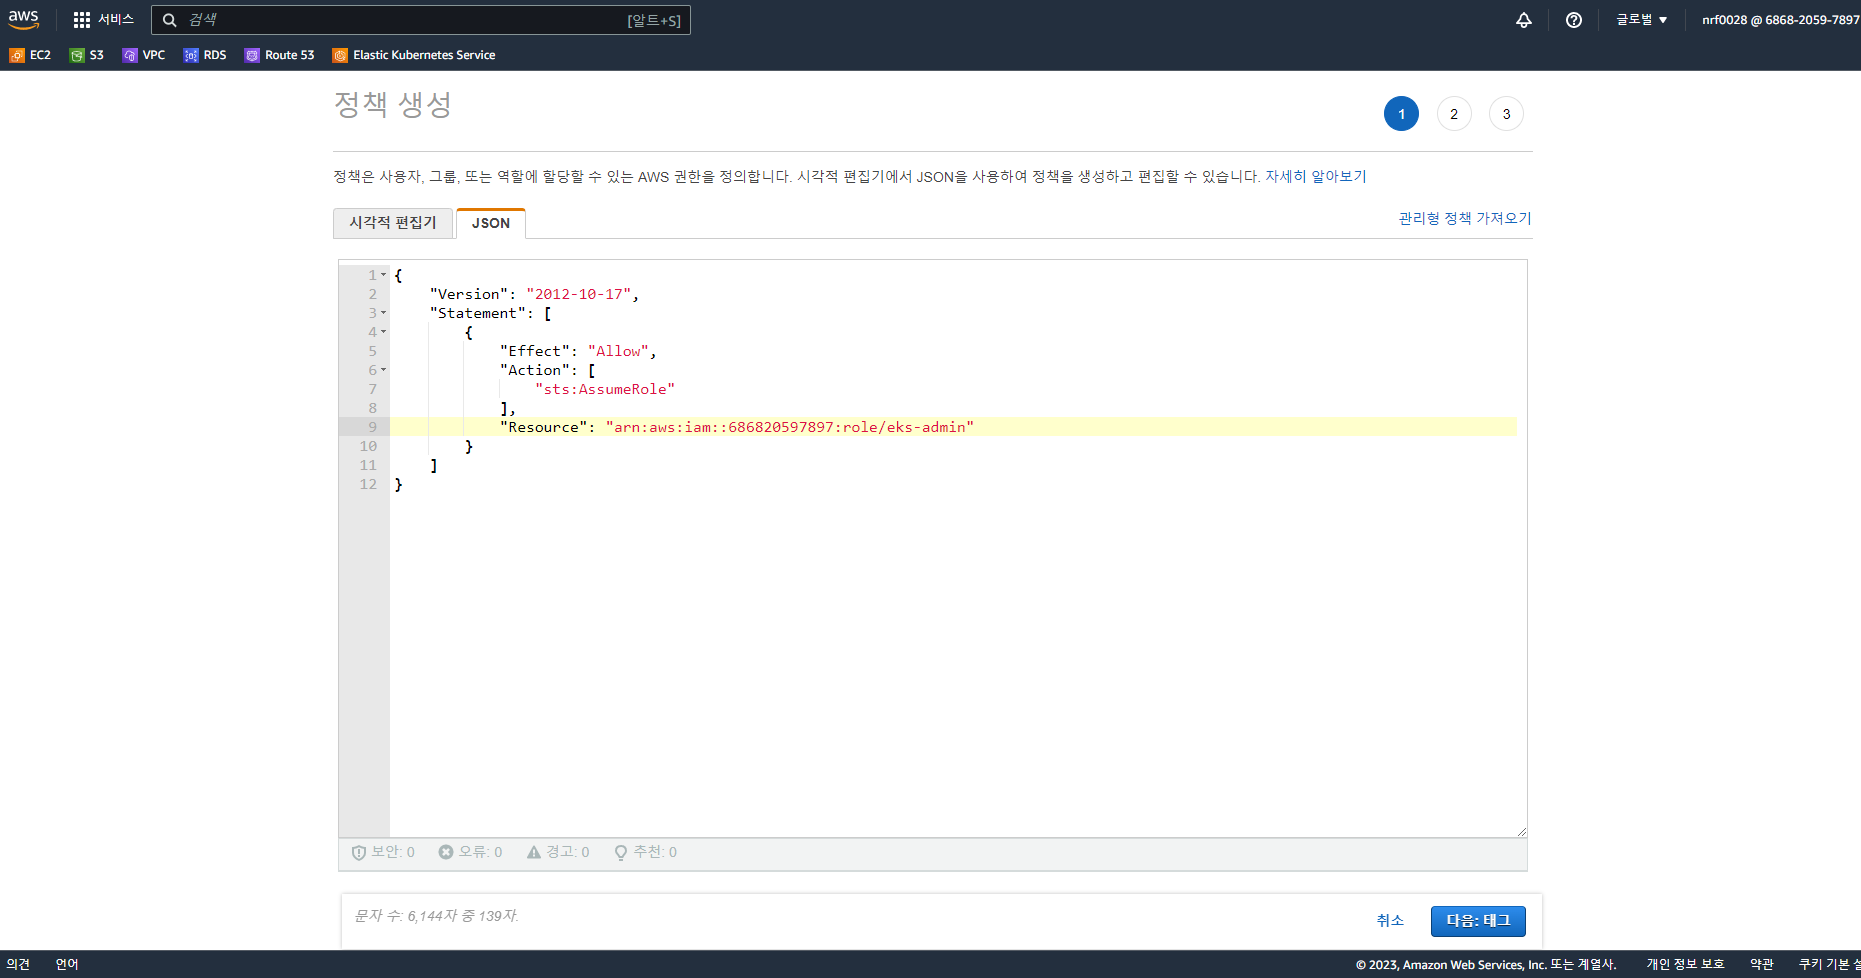 aws 서비스 검색 [알트+S] 글로벌 ▼ nrf0028 @ 6868-2059-7897
EC2 S3 VPC RDS Route 53 Elastic Kubernetes Service
정책 생성
1 2 3
정책은 사용자, 그룹, 또는 역할에 할당할 수 있는 AWS 권한을 정의합니다. 시각적 편집기에서 JSON을 사용하여 정책을 생성하고 편집할 수 있습니다. 자세히 알아보기
시각적 편집기 JSON 관리형 정책 가져오기
1 {
2 "Version": "2012-10-17",
3 "Statement": [
4 {
5 "Effect": "Allow",
6 "Action": [
7 "sts:AssumeRole"
8 ],
9 "Resource": "arn:aws:iam::686820597897:role/eks-admin"
10 }
11 ]
12 }
보안: 0 오류: 0 경고: 0 추천: 0
문자 수: 6,144자 중 139자. 취소 다음: 태그
의견 언어 © 2023, Amazon Web Services, Inc. 또는 계열사. 개인 정보 보호 약관 쿠키 기본